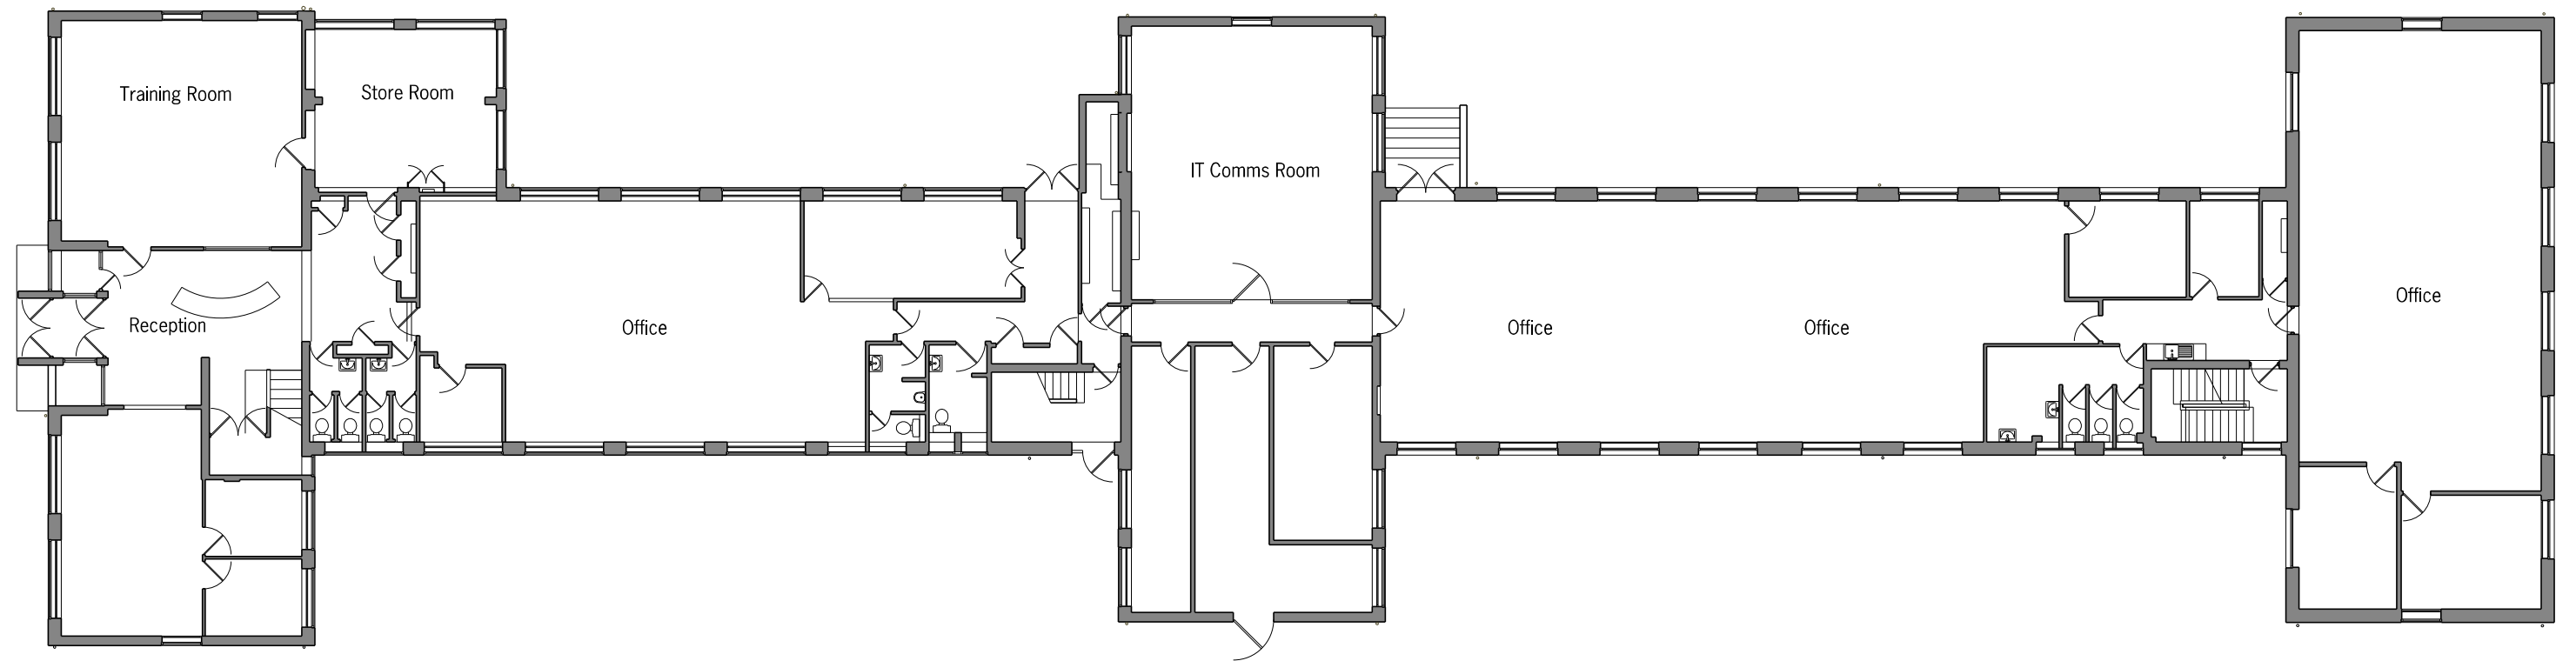 Training Room
Store Room
IT Comms Room
Reception
Office
Office
Office
Office